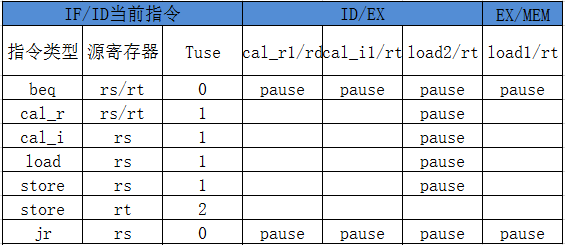 IF/ID当前指令 ID/EX EX/MEM
指令类型 源寄存器 Tuse cal_r1/rd cal_i1/rt load2/rt load1/rt
beq rs/rt 0 pause pause pause pause
cal_r rs/rt 1 pause
cal_i rs 1 pause
load rs 1 pause
store rs 1 pause
store rt 2
jr rs 0 pause pause pause pause